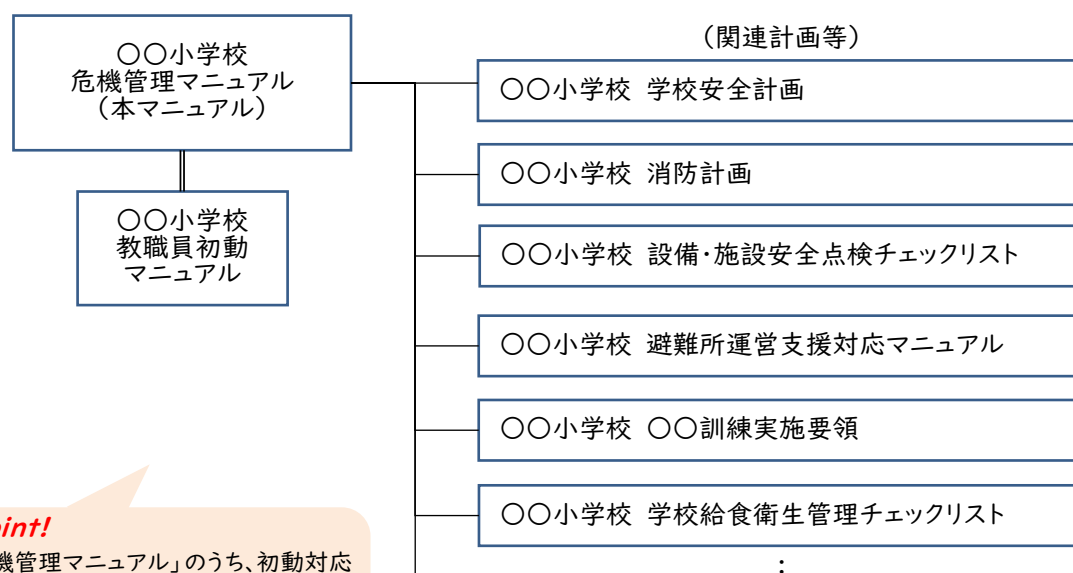 〇〇小学校
危機管理マニュアル
(本マニュアル)
〇〇小学校
教職員初動
マニュアル
(関連計画等)
〇〇小学校 学校安全計画
〇〇小学校 消防計画
〇〇小学校 設備・施設安全点検チェックリスト
〇〇小学校 避難所運営支援対応マニュアル
〇〇小学校 〇〇訓練実施要領
〇〇小学校 学校給食衛生管理チェックリスト
：
int!
機管理マニュアル」のうち、初動対応